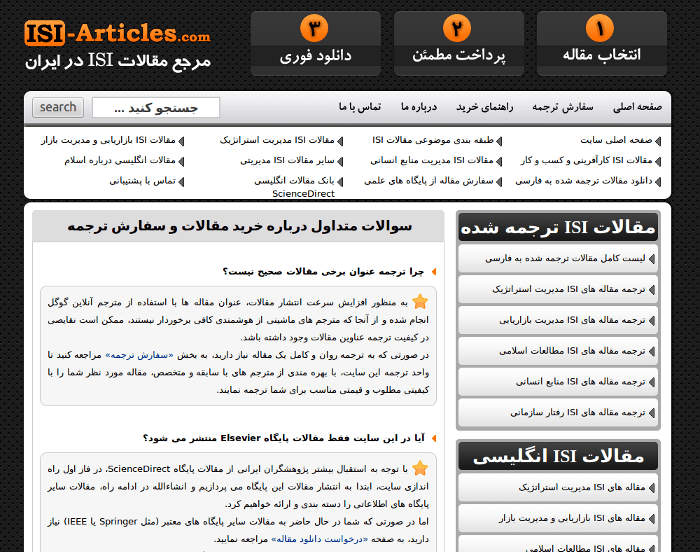 ISI-Articles.com
مرجع مقالات ISI در ایران
۱
انتخاب مقاله
۲
پرداخت مطمئن
۳
دانلود فوری
صفحه اصلی
سفارش ترجمه
راهنمای خرید
درباره ما
تماس با ما
جستجو کنید ...
search
صفحه اصلی سایت
طبقه بندی موضوعی مقالات ISI
مقالات ISI مدیریت استراتژیک
مقالات ISI بازاریابی و مدیریت بازار
مقالات ISI کارآفرینی و کسب و کار
مقالات ISI مدیریت منابع انسانی
سایر مقالات ISI مدیریتی
مقالات انگلیسی درباره اسلام
دانلود مقالات ترجمه شده به فارسی
سفارش مقاله از پایگاه های علمی
بانک مقالات انگلیسی
ScienceDirect
تماس با پشتیبانی
مقالات ISI ترجمه شده
لیست کامل مقالات ترجمه شده به فارسی
ترجمه مقاله های ISI مدیریت استراتژیک
ترجمه مقاله های ISI مدیریت بازاریابی
ترجمه مقاله های ISI مطالعات اسلامی
ترجمه مقاله های ISI منابع انسانی
ترجمه مقاله های ISI رفتار سازمانی
مقالات ISI انگلیسی
مقاله های ISI مدیریت استراتژیک
مقاله های ISI بازاریابی و مدیریت بازار
مقاله های ISI مطالعات اسلامی
سوالات متداول درباره خرید مقالات و سفارش ترجمه
چرا ترجمه عنوان برخی مقالات صحیح نیست؟
به منظور افزایش سرعت انتشار مقالات، عنوان مقاله ها با استفاده از مترجم آنلاین گوگل
انجام شده و از آنجا که مترجم های ماشینی از هوشمندی کافی برخوردار نیستند، ممکن است نقایصی
در کیفیت ترجمه عناوین مقالات وجود داشته باشد.
در صورتی که به ترجمه روان و کامل یک مقاله نیاز دارید، به بخش «سفارش ترجمه» مراجعه کنید تا
واحد ترجمه این سایت، با بهره مندی از مترجم های با سابقه و متخصص، مقاله مورد نظر شما را با
کیفیتی مطلوب و قیمتی مناسب برای شما ترجمه نمایند.
آیا در این سایت فقط مقالات پایگاه Elsevier منتشر می شود؟
با توجه به استقبال بیشتر پژوهشگران ایرانی از مقالات پایگاه ScienceDirect، در فاز اول راه
اندازی سایت، ابتدا به انتشار مقالات این پایگاه می پردازیم و انشاءالله در ادامه راه، مقالات سایر
پایگاه های اطلاعاتی را دسته بندی و ارائه خواهیم کرد.
اما در صورتی که شما در حال حاضر به مقالات سایر پایگاه های معتبر (مثل Springer یا IEEE) نیاز
دارید، به صفحه «درخواست دانلود مقاله» مراجعه نمایید.